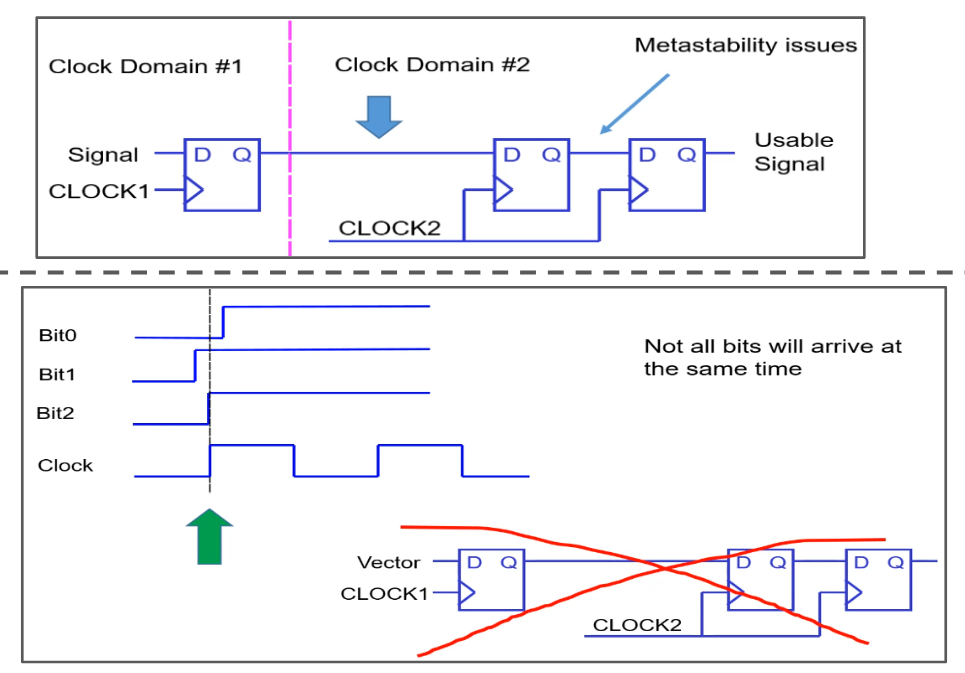 Clock Domain #1
Clock Domain #2
Metastability issues
Signal
D Q
D Q
D Q
Usable
Signal
CLOCK1
CLOCK2
Bit0
Not all bits will arrive at
the same time
Bit1
Bit2
Clock
Vector
D Q
D Q
D Q
CLOCK1
CLOCK2